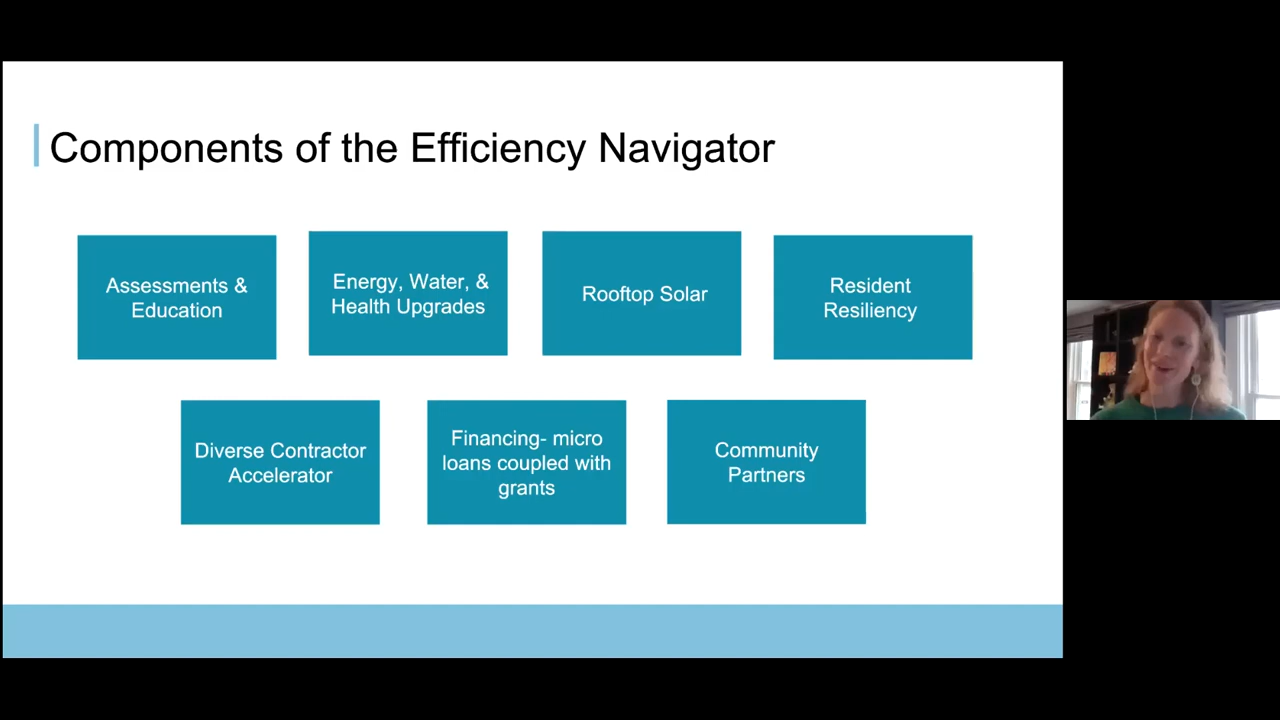 Components of the Efficiency Navigator
Assessments &
Education
Energy, Water, &
Health Upgrades
Rooftop Solar
Resident
Resiliency
Diverse Contractor
Accelerator
Financing- micro
loans coupled with
grants
Community
Partners